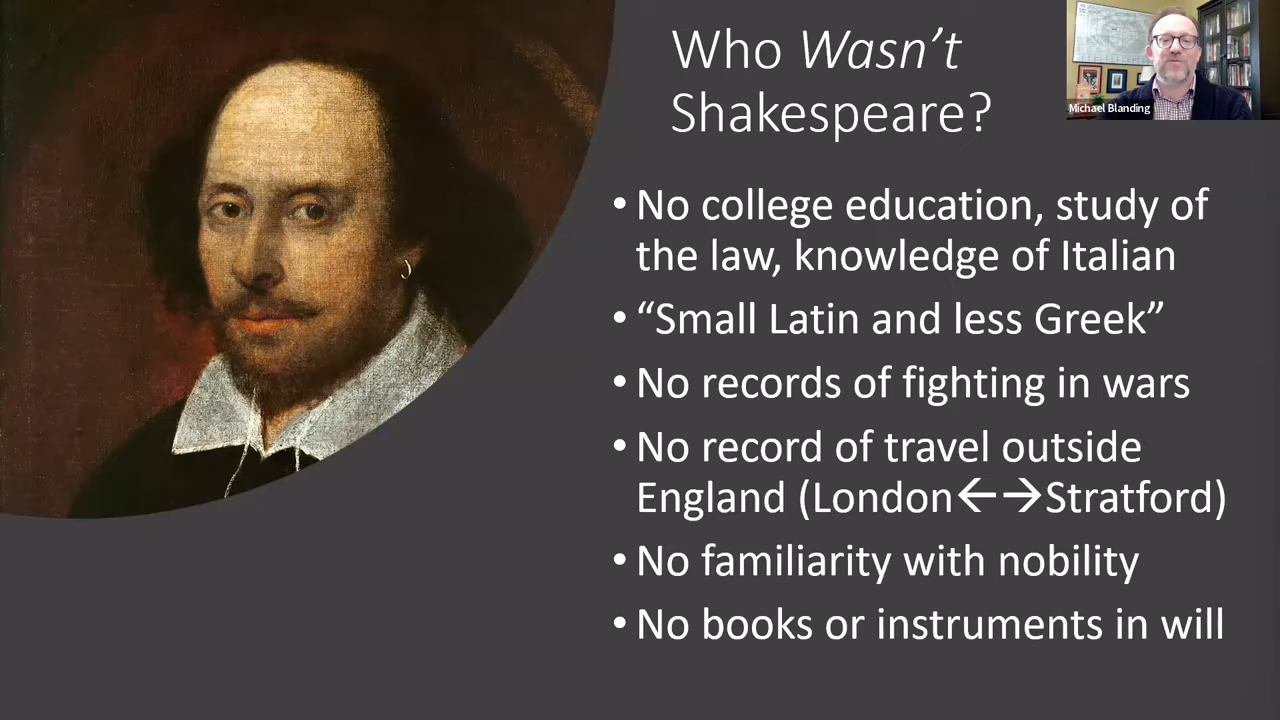 Who Wasn’t
Shakespeare?
Michael Blanding
• No college education, study of
the law, knowledge of Italian
• “Small Latin and less Greek”
• No records of fighting in wars
• No record of travel outside
England (London←→Stratford)
• No familiarity with nobility
• No books or instruments in will